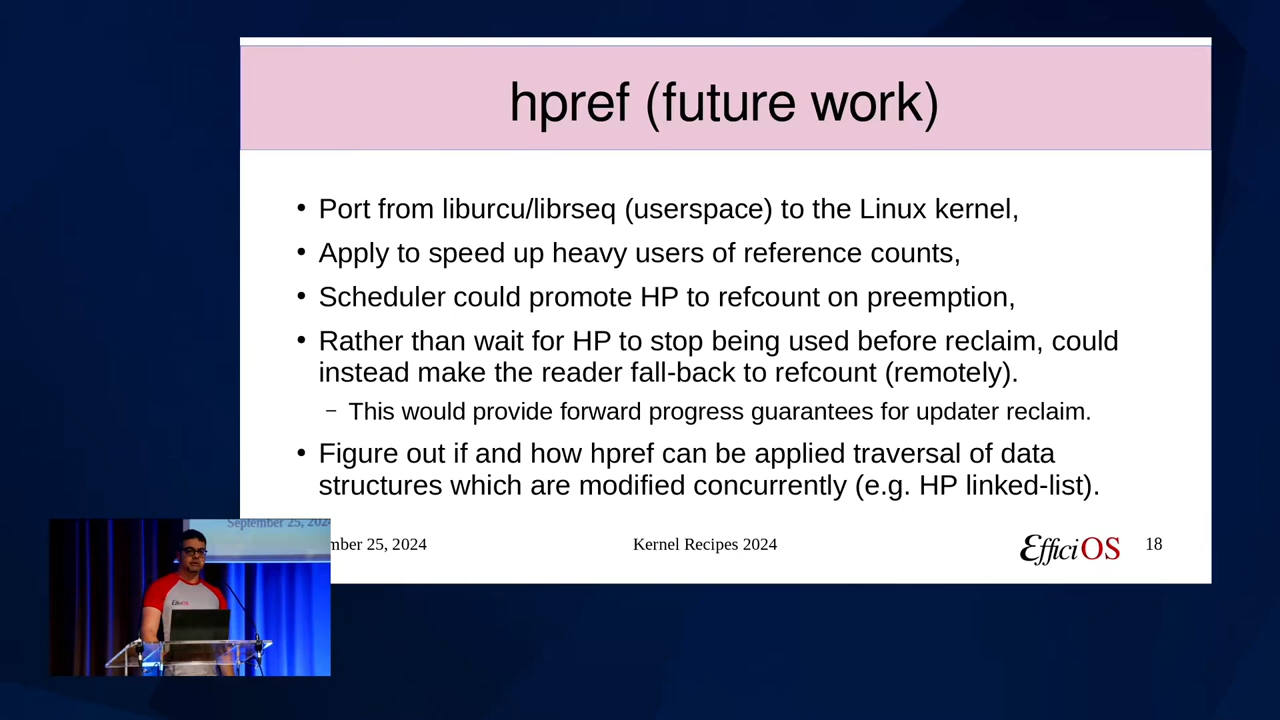 hpref (future work)
• Port from liburcu/librseq (userspace) to the Linux kernel,
• Apply to speed up heavy users of reference counts,
• Scheduler could promote HP to refcount on preemption,
• Rather than wait for HP to stop being used before reclaim, could
instead make the reader fall-back to refcount (remotely).
– This would provide forward progress guarantees for updater reclaim.
• Figure out if and how hpref can be applied traversal of data
structures which are modified concurrently (e.g. HP linked-list).
mber 25, 2024
Kernel Recipes 2024
EfficiOS
18
September 25, 202
EfficiOS